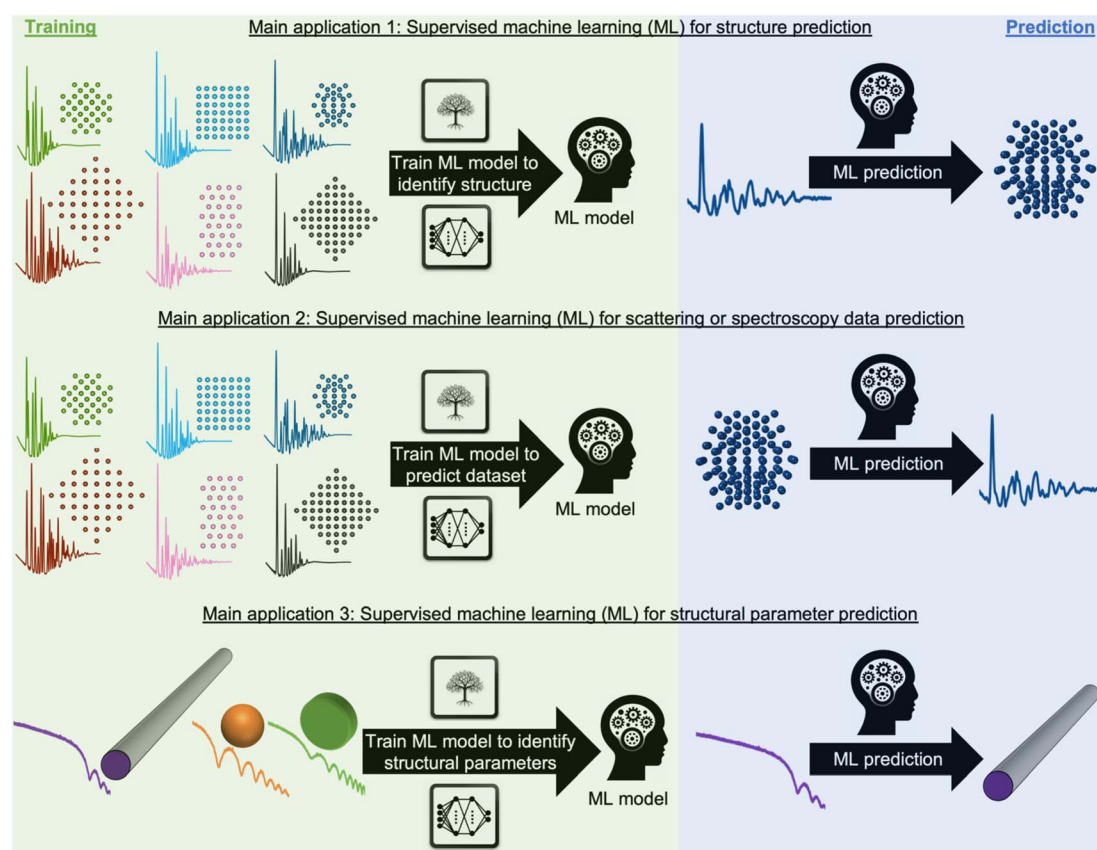 Training
Main application 1: Supervised machine learning (ML) for structure prediction
Prediction
Train ML model to
identify structure
ML model
ML prediction
Main application 2: Supervised machine learning (ML) for scattering or spectroscopy data prediction
Train ML model to
predict dataset
ML model
ML prediction
Main application 3: Supervised machine learning (ML) for structural parameter prediction
Train ML model to identify
structural parameters
ML model
ML prediction